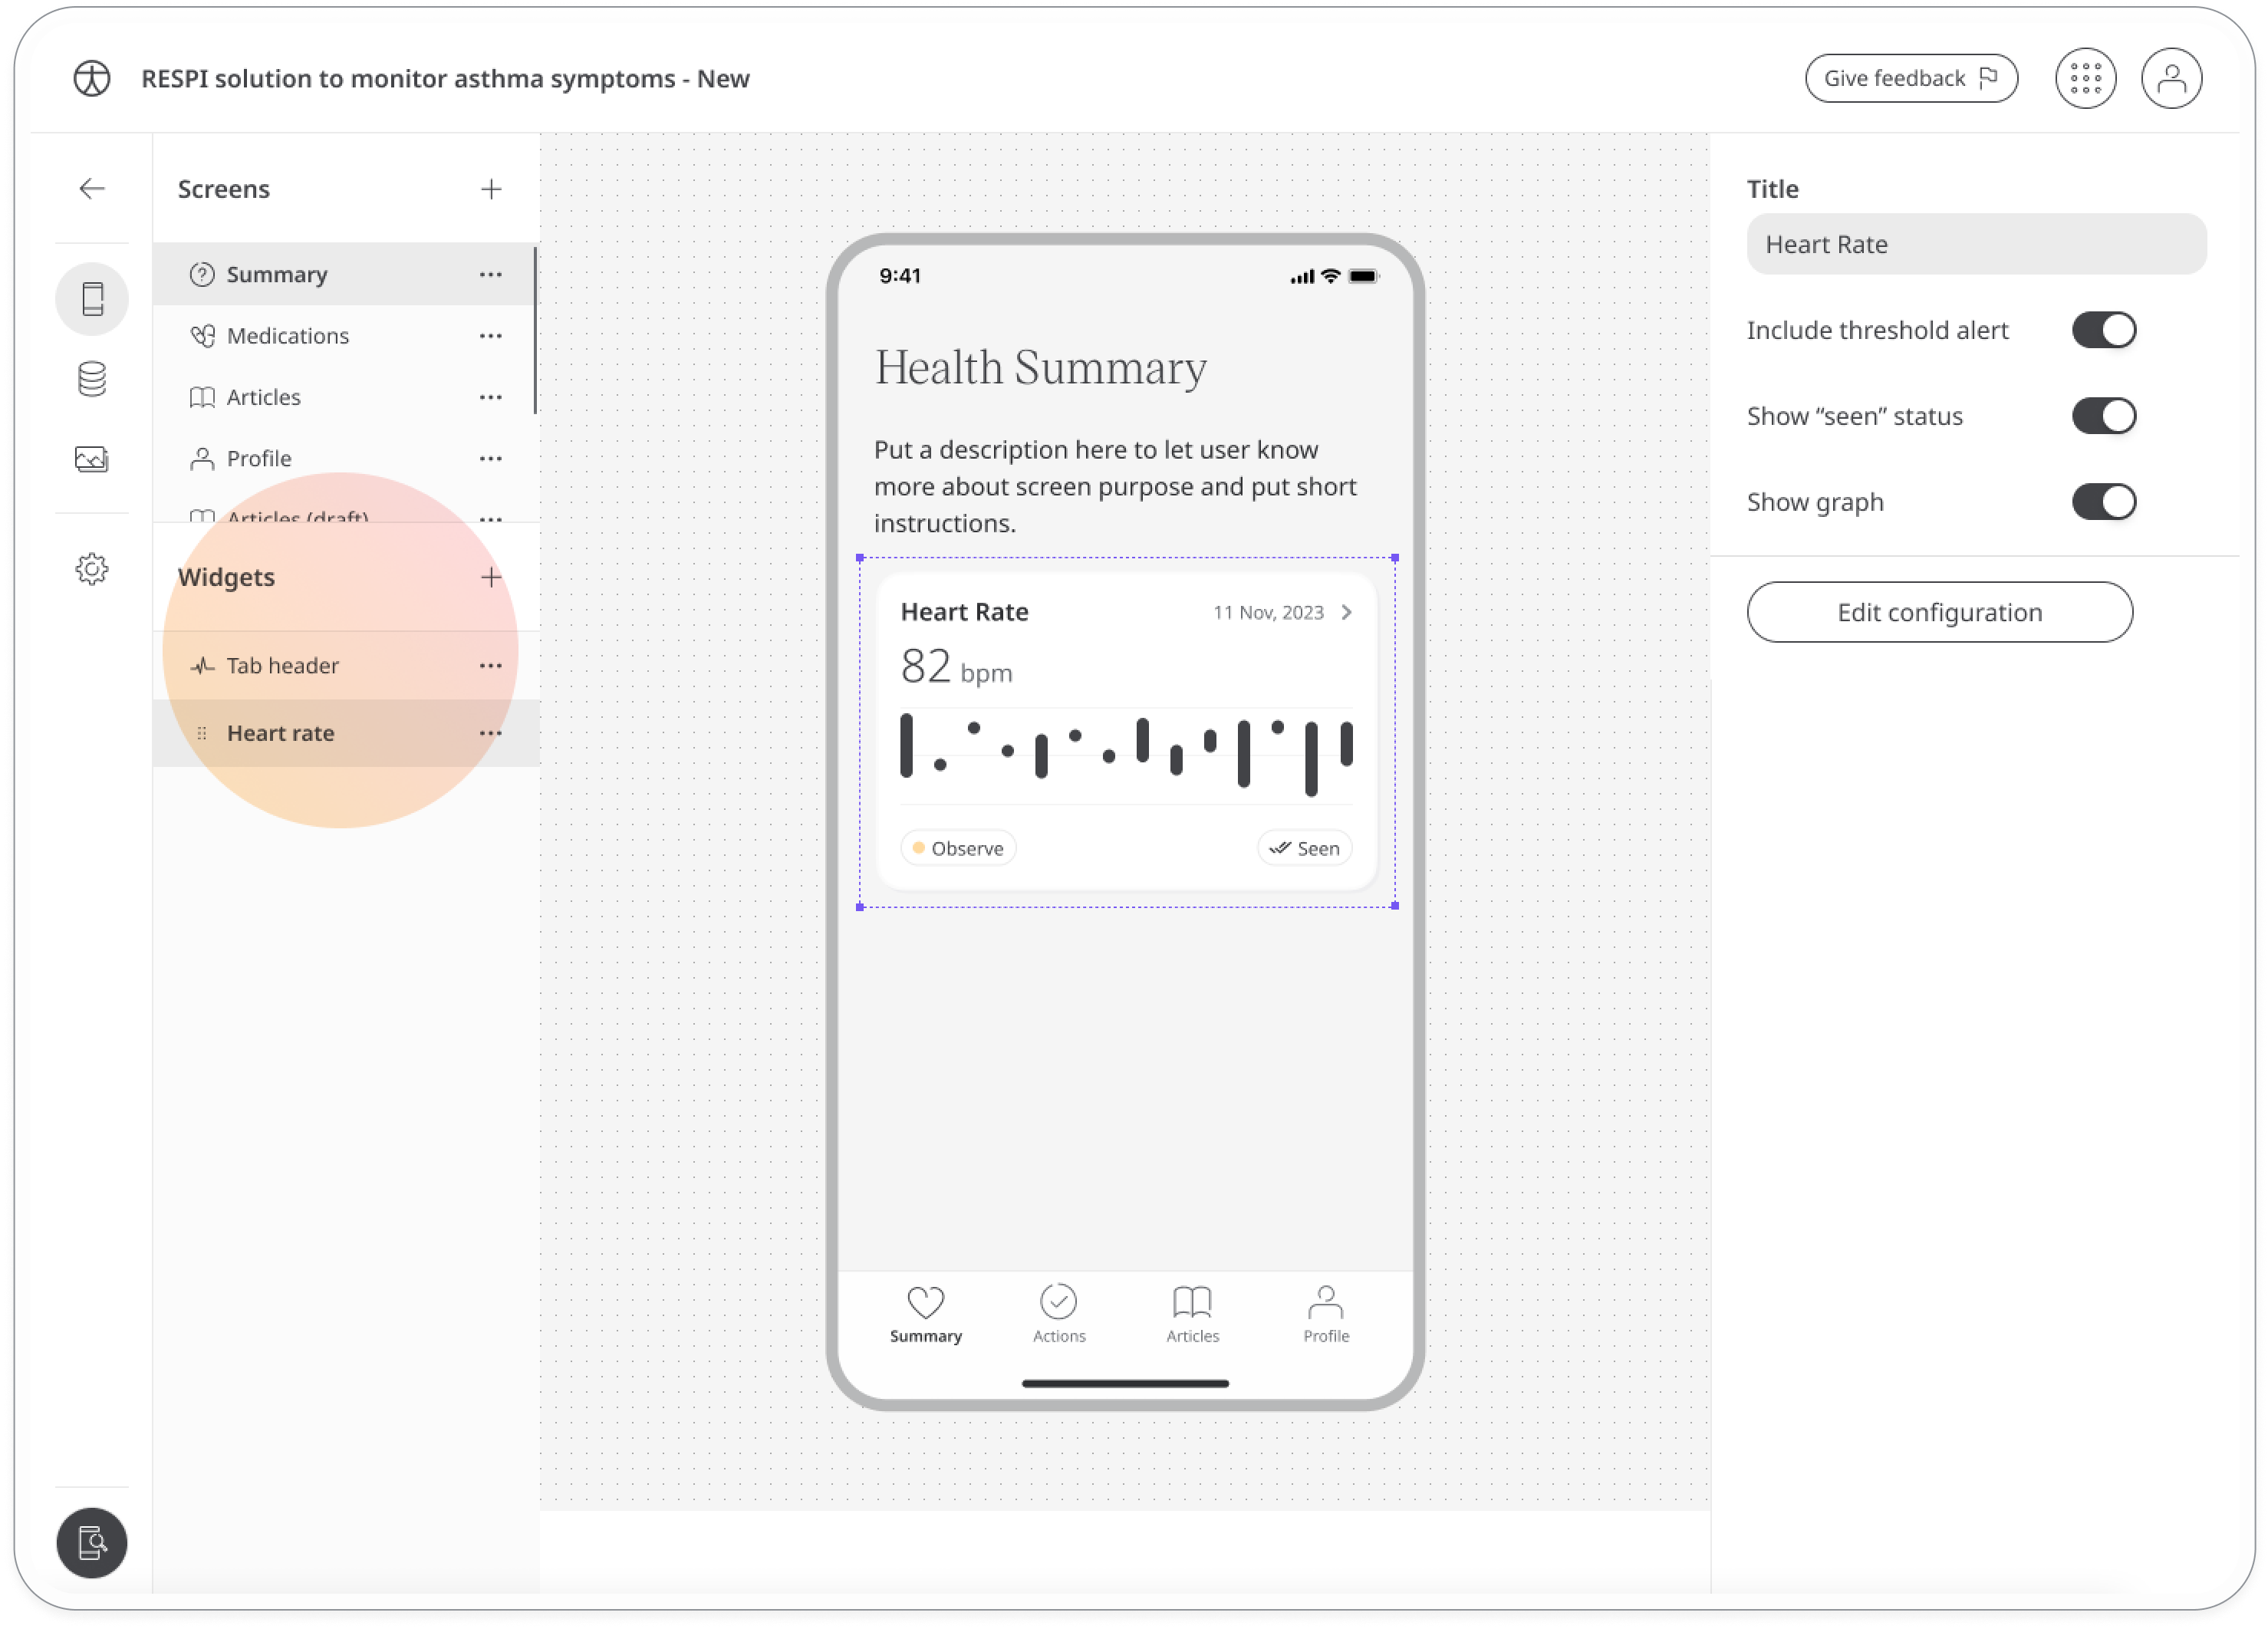 RESPI solution to monitor asthma symptoms - New
Give feedback
Screens
Summary
Medications
Articles
Profile
Articles (draft)
Widgets
Tab header
Heart rate
9:41
Health Summary
Put a description here to let user know
more about screen purpose and put short
instructions.
Heart Rate
11 Nov, 2023
82 bpm
Observe
Seen
Summary
Actions
Articles
Profile
Title
Heart Rate
Include threshold alert
Show “seen” status
Show graph
Edit configuration